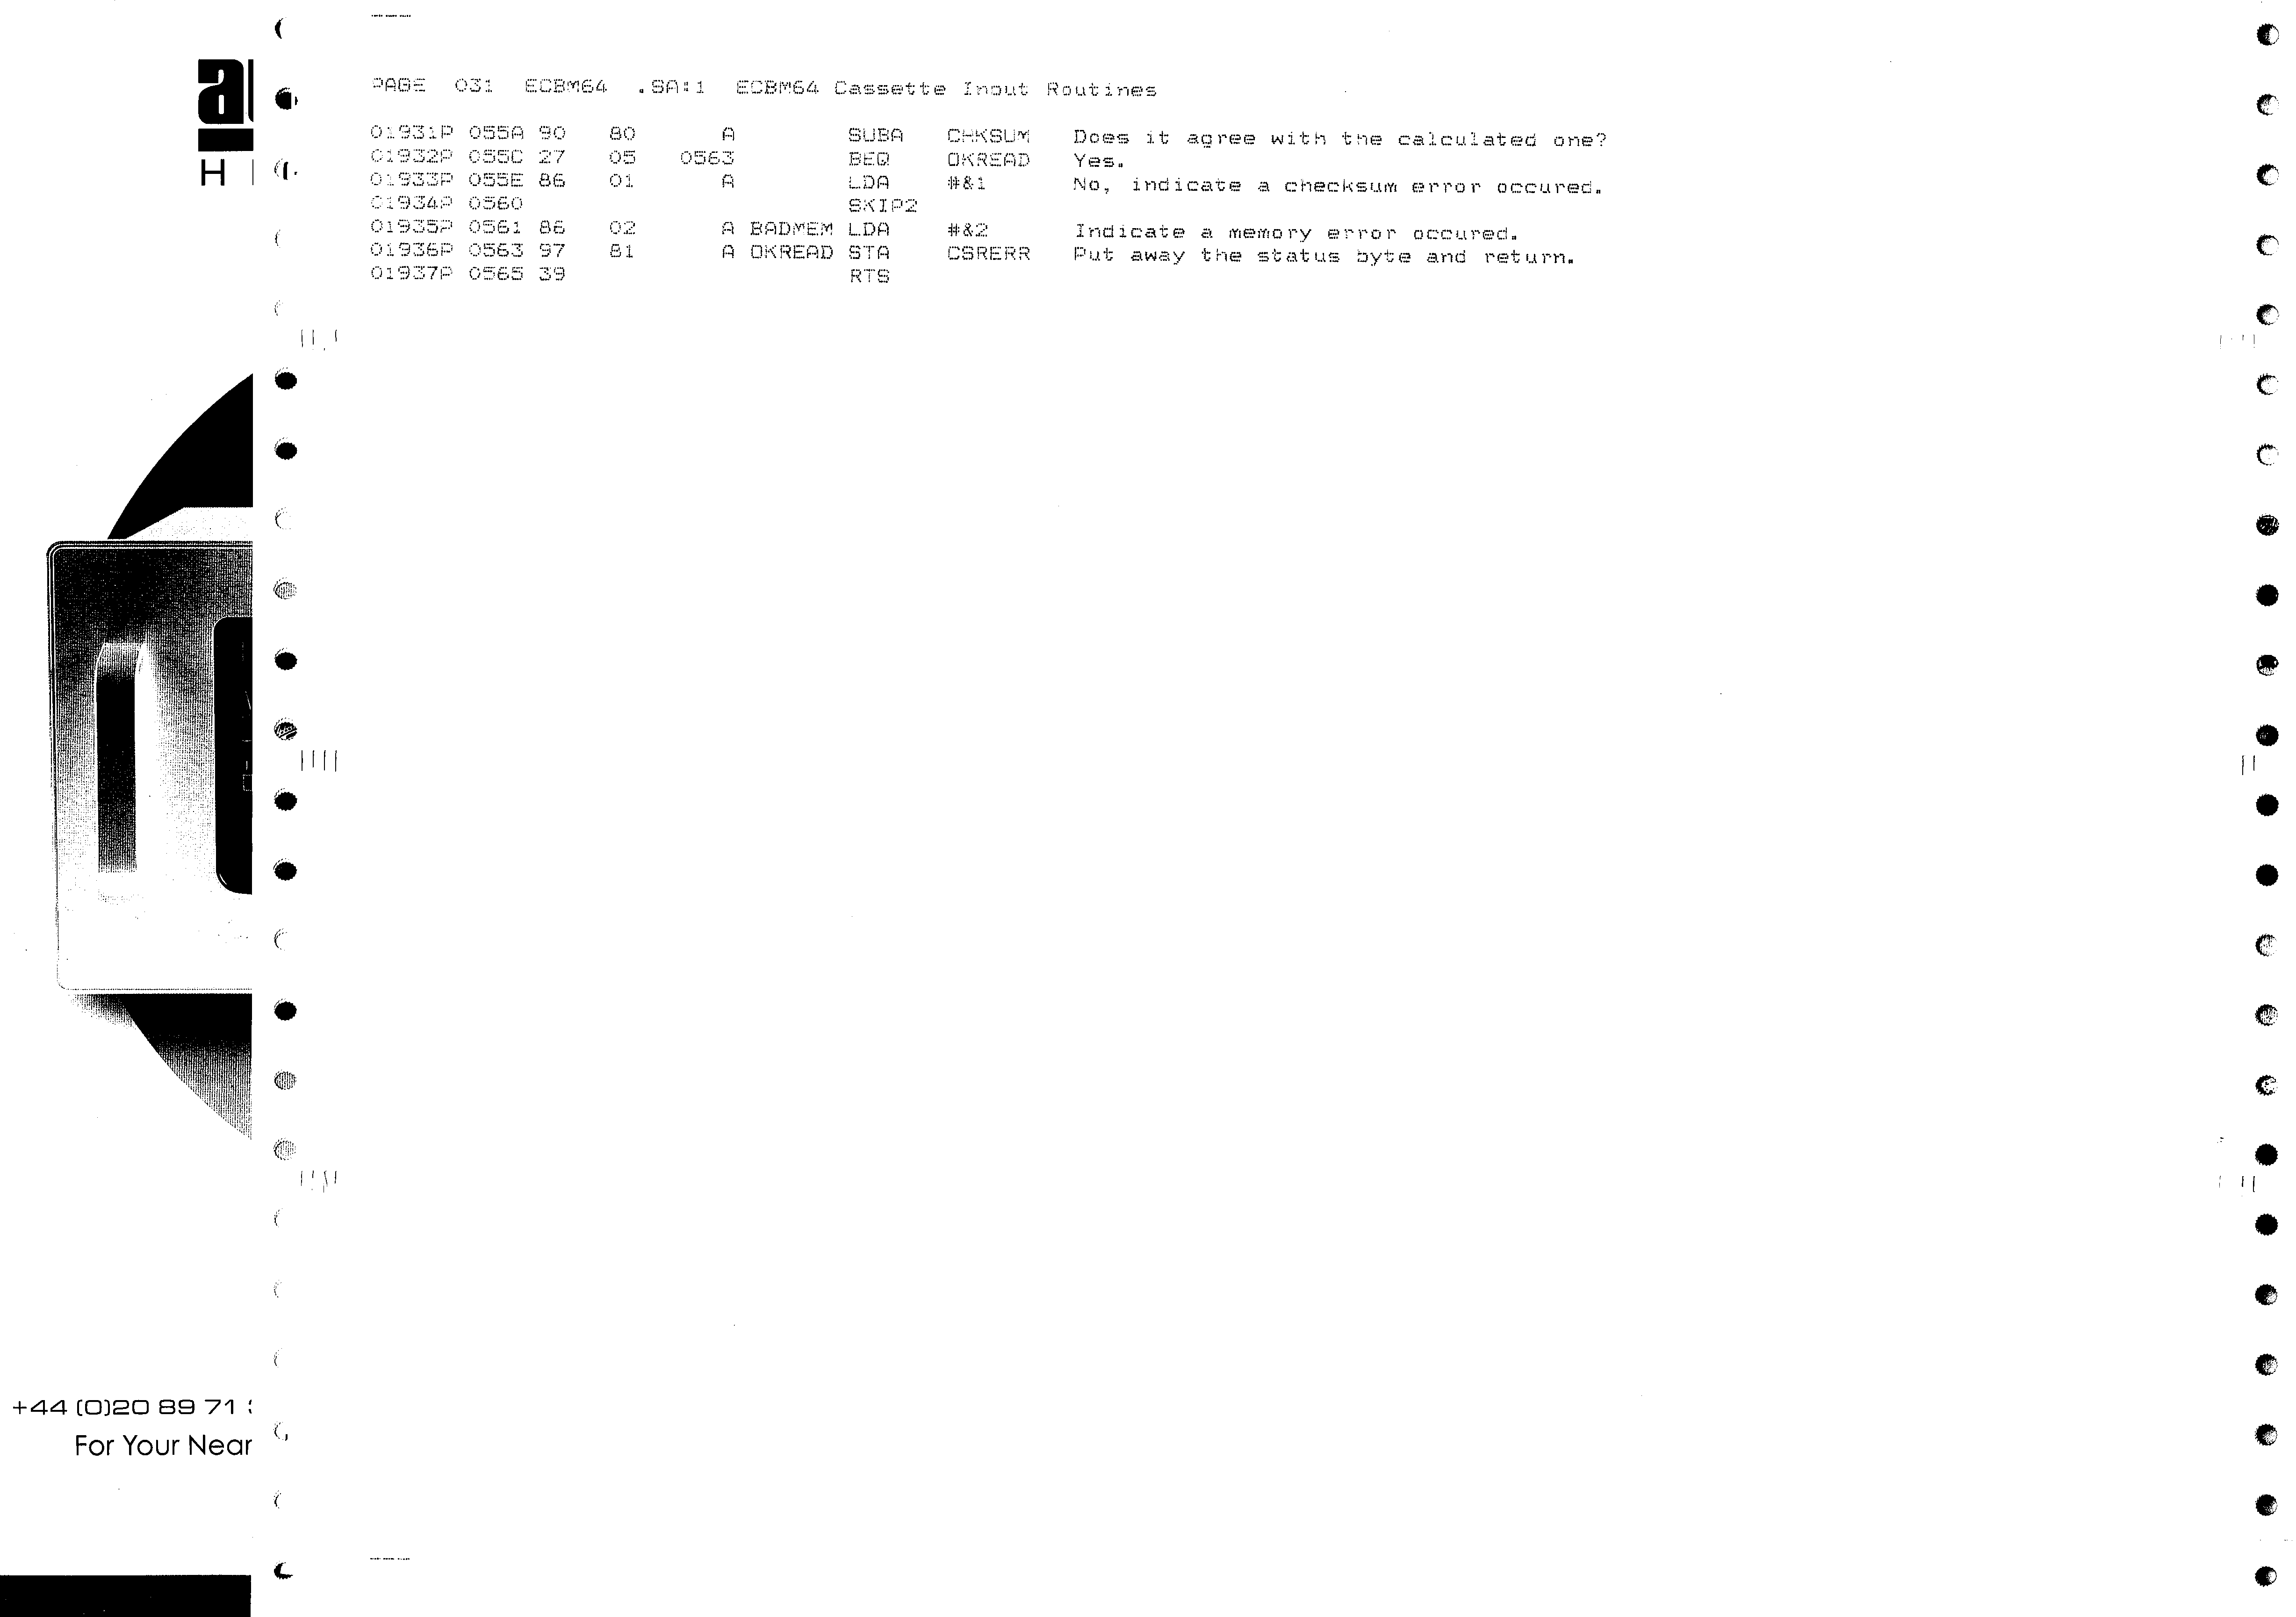 PAGE  031  ECBM64  .SA:1  ECBM64 Cassette Input Routines
01931P 055A 90   80      A        SUBA   CHKSUM   Does it agree with the calculated one?
01932P 055C 27   05   0563        BEQ    OKREAD   Yes.
01933P 055E 86   01      A        LDA    #&1      No, indicate a checksum error occured.
01934P 0560                       SKIP2
01935P 0561 86   02      A BADMEM LDA    #&2      Indicate a memory error occured.
01936P 0563 97   81      A OKREAD STA    CSRERR   Put away the status byte and return.
01937P 0565 39                    RTS
H
+44 (0)20 89 71
For Your Near